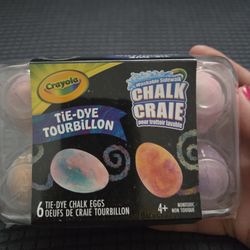 Crayola
TIE-DYE
TOURBILLON
Washable Sidewalk
CHALK
CRAIE
pour trottoir lavable
6 TIE-DYE CHALK EGGS
OEUFS DE CRAIE TOURBILLON
4+
NONTOXIC
NON TOXIQUE